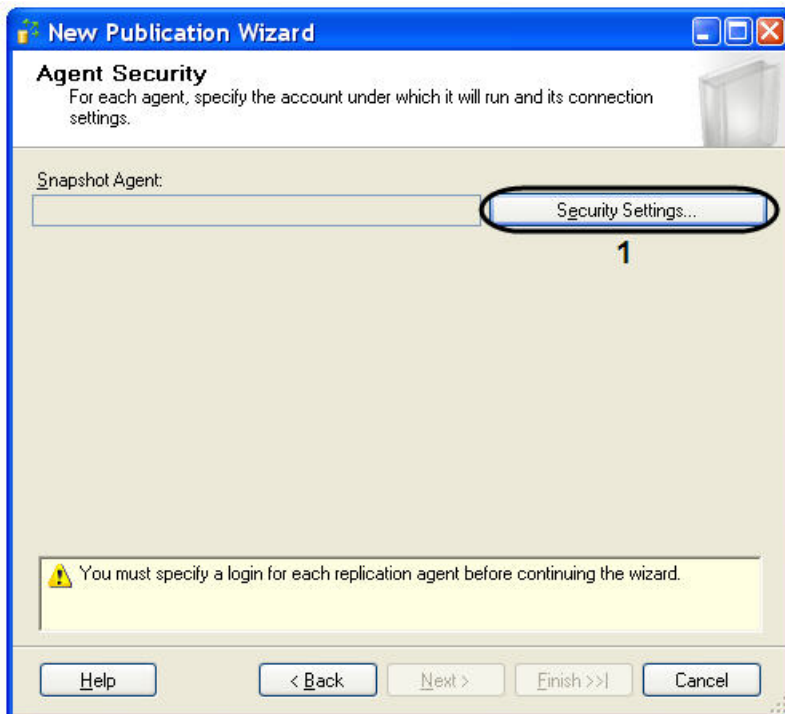 New Publication Wizard
Agent Security
For each agent, specify the account under which it will run and its connection
settings.
Snapshot Agent:
Security Settings...
1
You must specify a login for each replication agent before continuing the wizard.
Help
< Back
Next >
Finish >>|
Cancel